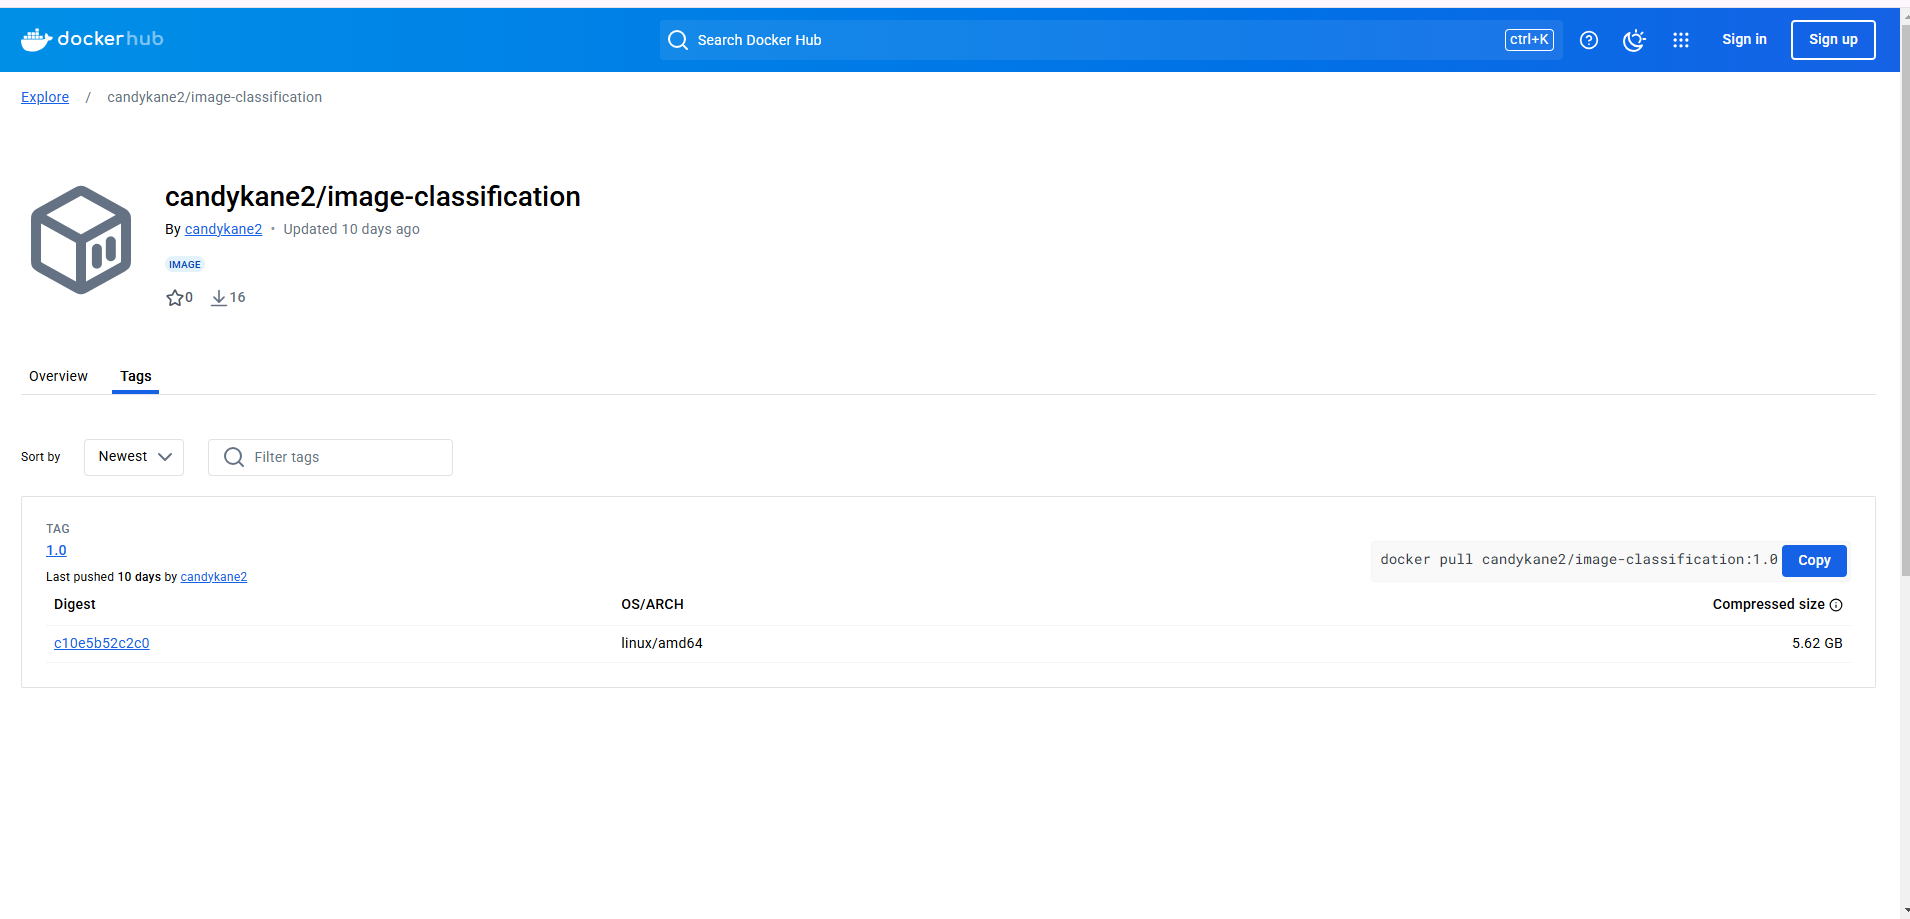 dockerhub
Search Docker Hub
ctrl+K
Sign in
Sign up
Explore / candykane2/image-classification
candykane2/image-classification
By candykane2 • Updated 10 days ago
IMAGE
0 16
Overview
Tags
Sort by
Newest
Filter tags
TAG
1.0
Last pushed 10 days by candykane2
docker pull candykane2/image-classification:1.0
Copy
Digest
OS/ARCH
Compressed size
c10e5b52c2c0
linux/amd64
5.62 GB